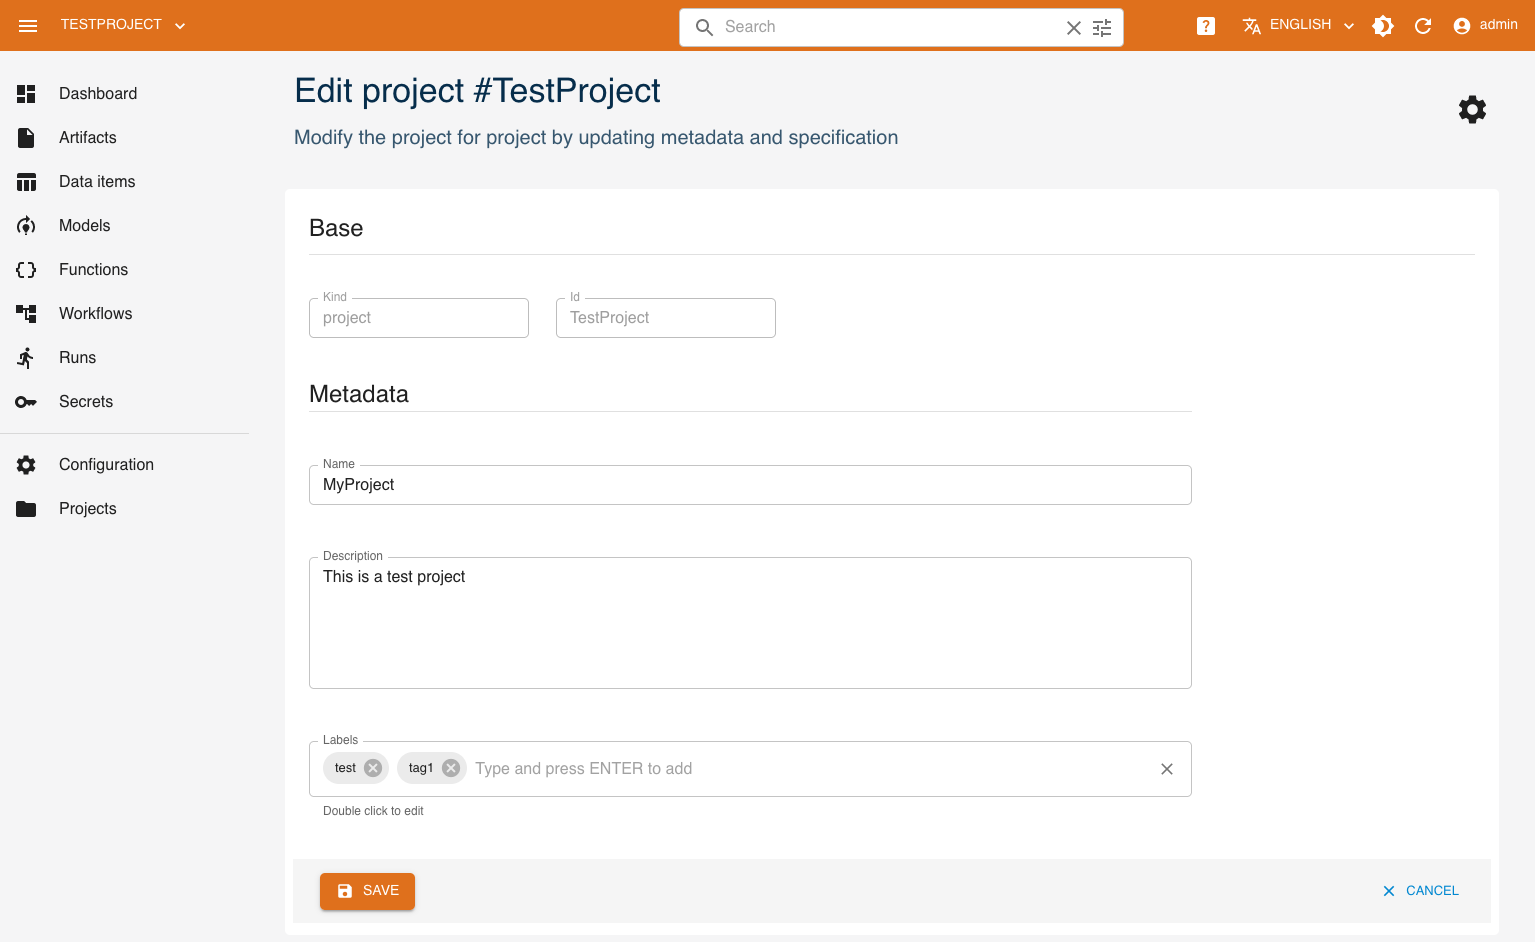 TESTPROJECT
Search
?
ENGLISH
admin
Dashboard
Artifacts
Data items
Models
Functions
Workflows
Runs
Secrets
Configuration
Projects
Edit project #TestProject
Modify the project for project by updating metadata and specification
Base
Kind
project
Id
TestProject
Metadata
Name
MyProject
Description
This is a test project
Labels
test
tag1
Type and press ENTER to add
Double click to edit
SAVE
CANCEL